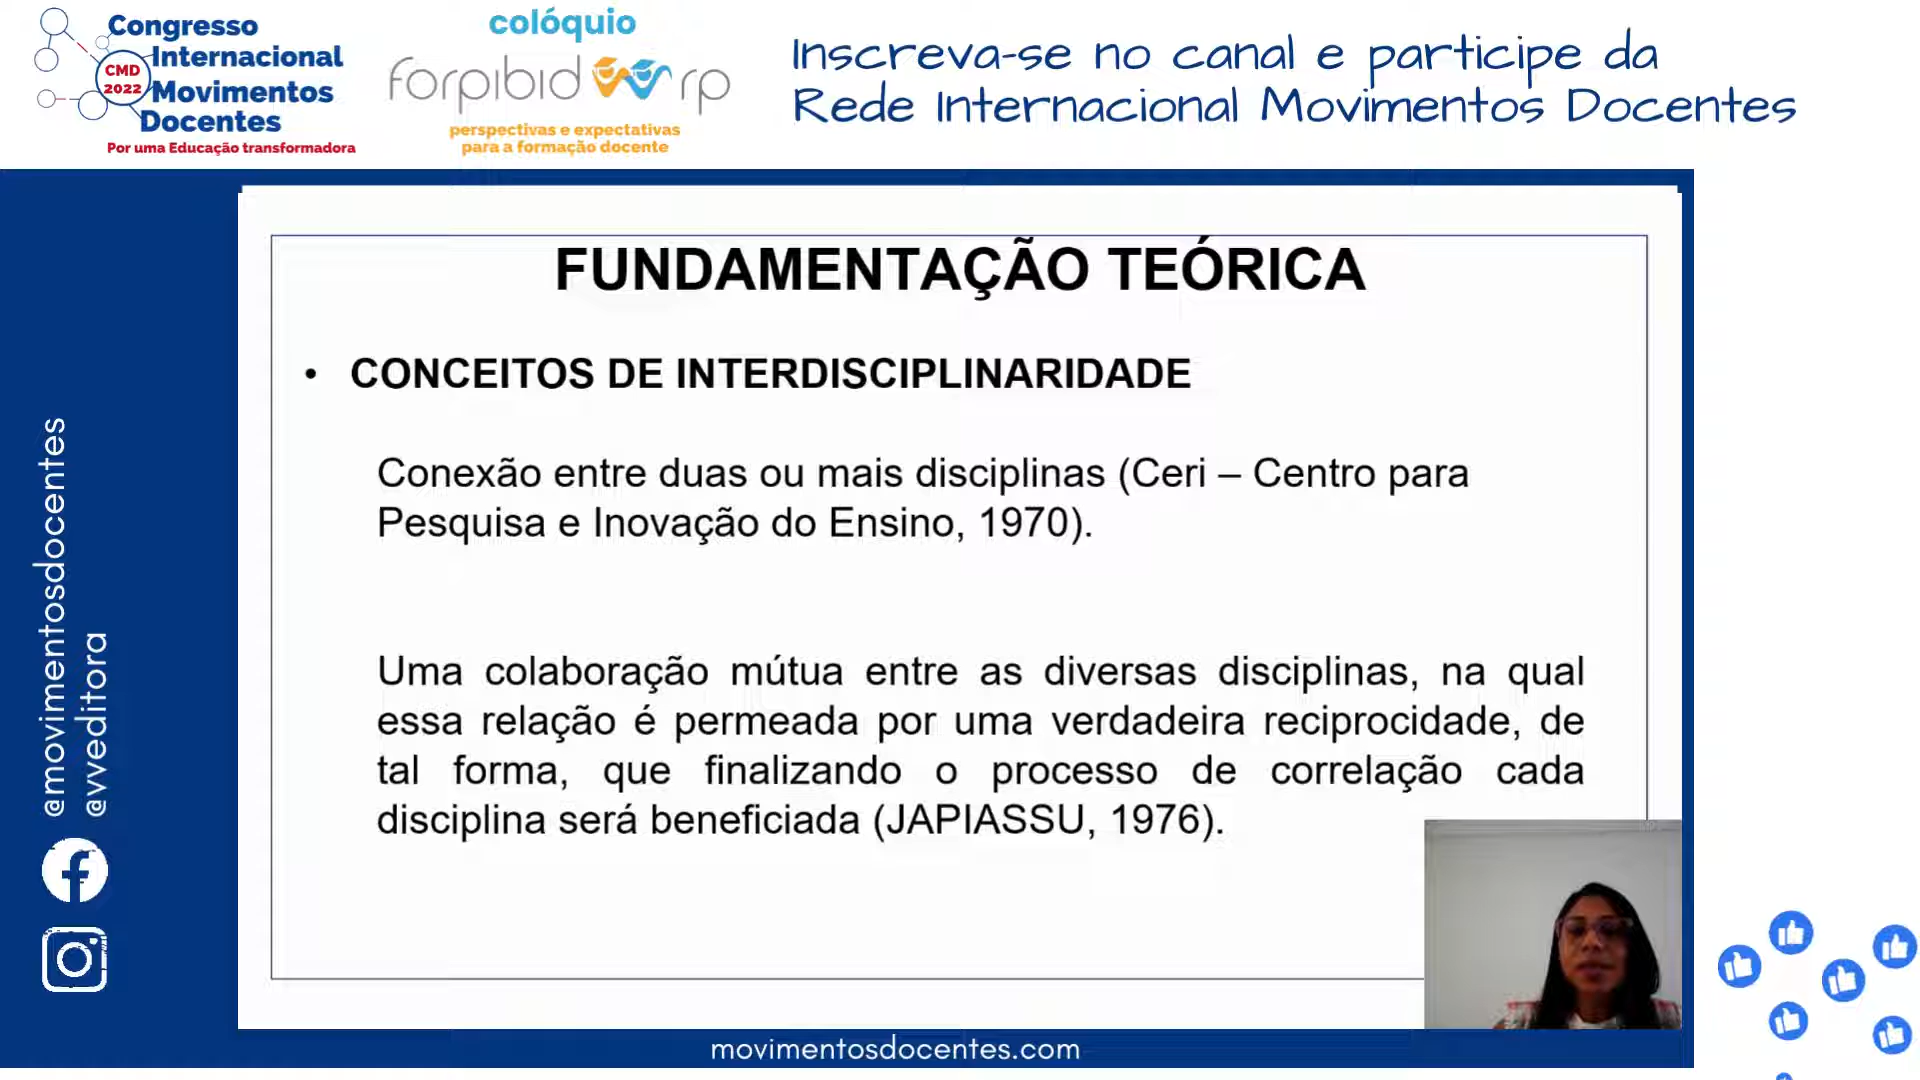 Congresso
Internacional
CMD
2022
Movimentos
Docentes
Por uma Educação transformadora
colóquio
forpibid rp
perspectivas e expectativas
para a formação docente
Inscreva-se no canal e participe da
Rede Internacional Movimentos Docentes
FUNDAMENTAÇÃO TEÓRICA
• CONCEITOS DE INTERDISCIPLINARIDADE
Conexão entre duas ou mais disciplinas (Ceri – Centro para
Pesquisa e Inovação do Ensino, 1970).
Uma colaboração mútua entre as diversas disciplinas, na qual
essa relação é permeada por uma verdadeira reciprocidade, de
tal forma, que finalizando o processo de correlação cada
disciplina será beneficiada (JAPIASSU, 1976).
@movimentosdocentes
@vveditora
movimentosdocentes.com